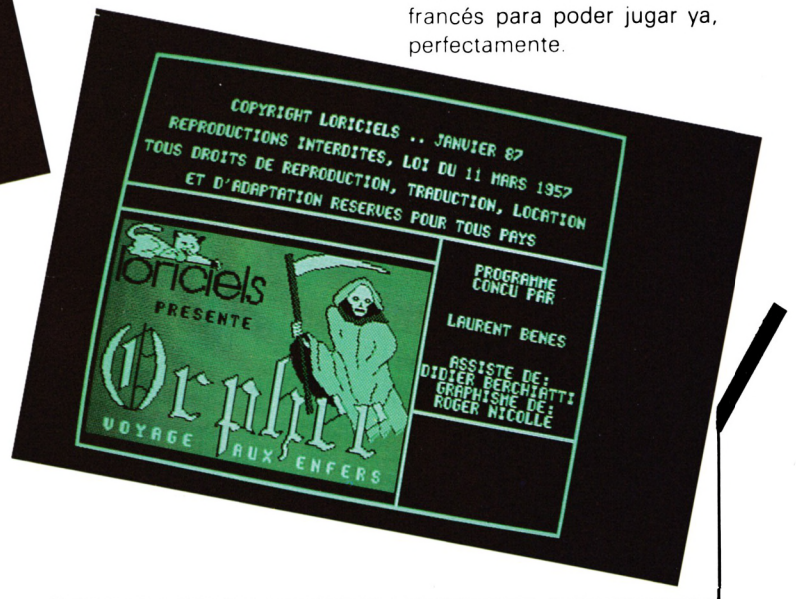 francés para poder jugar ya,
perfectamente.
COPYRIGHT LORICIELS .. JANVIER 87
REPRODUCTIONS INTERDITES, LOI DU 11 MARS 1957
TOUS DROITS DE REPRODUCTION, TRADUCTION, LOCATION
ET D'ADAPTATION RESERVES POUR TOUS PAYS
loriciels
PRESENTE
Orphee
VOYAGE AUX ENFERS
PROGRAMME
CONCU PAR
LAURENT BENES
ASSISTE DE:
DIDIER BERCHIATTI
GRAPHISME DE:
ROGER NICOLLE